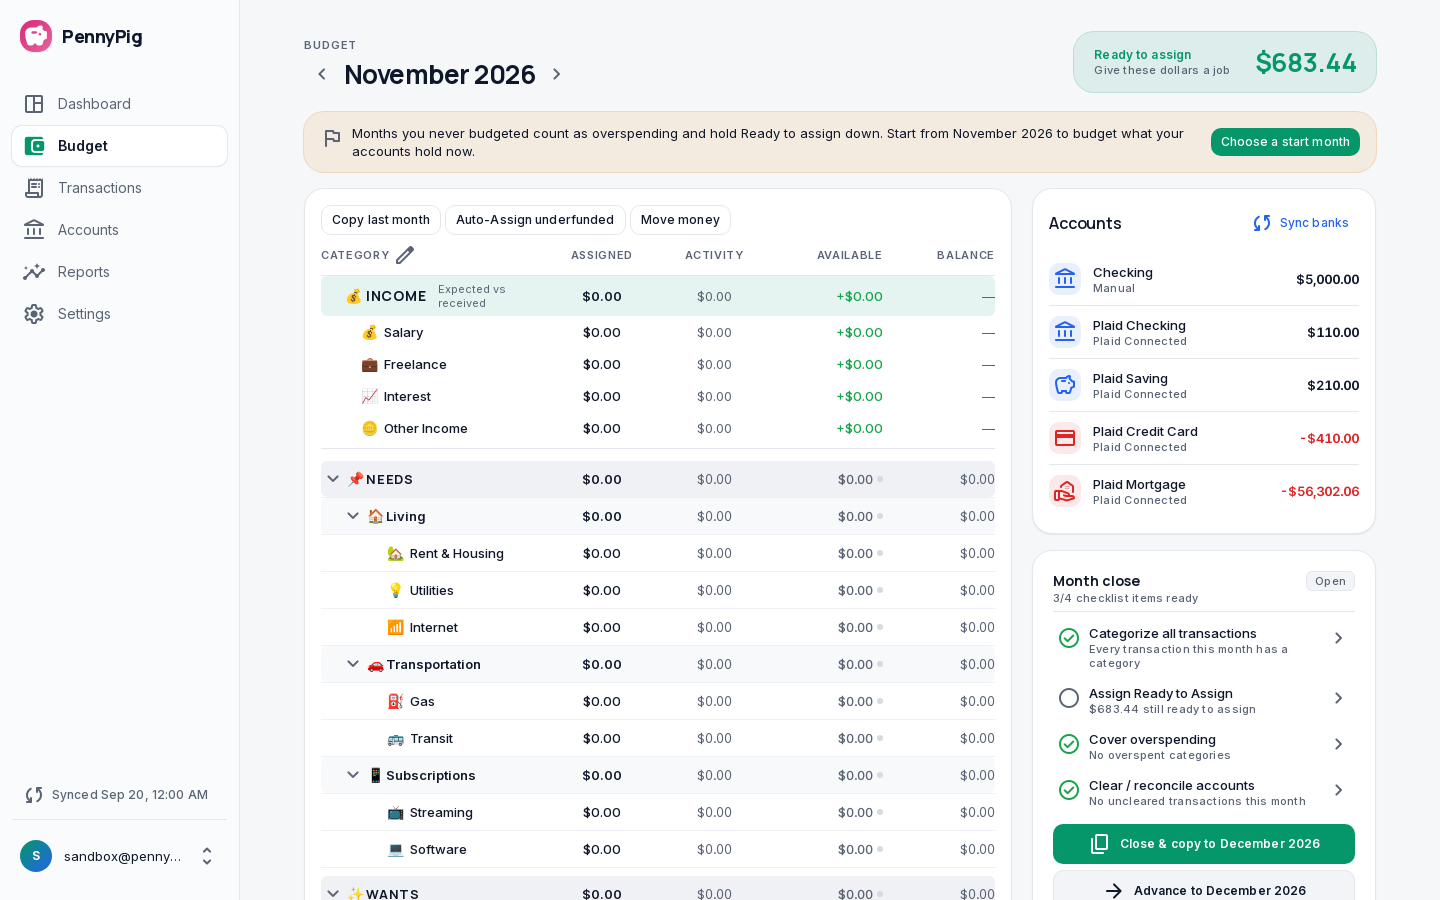 PennyPig
Dashboard
Budget
Transactions
Accounts
Reports
Settings
Synced Sep 20, 12:00 AM
S
sandbox@penny...
BUDGET
November 2026
Ready to assign
Give these dollars a job
$683.44
Months you never budgeted count as overspending and hold Ready to assign down. Start from November 2026 to budget what your
accounts hold now.
Choose a start month
Copy last month
Auto-Assign underfunded
Move money
CATEGORY ASSIGNED ACTIVITY AVAILABLE BALANCE
INCOME Expected vs received $0.00 $0.00 +$0.00 —
Salary $0.00 $0.00 +$0.00 —
Freelance $0.00 $0.00 +$0.00 —
Interest $0.00 $0.00 +$0.00 —
Other Income $0.00 $0.00 +$0.00 —
NEEDS $0.00 $0.00 $0.00 $0.00
Living $0.00 $0.00 $0.00 $0.00
Rent & Housing $0.00 $0.00 $0.00 $0.00
Utilities $0.00 $0.00 $0.00 $0.00
Internet $0.00 $0.00 $0.00 $0.00
Transportation $0.00 $0.00 $0.00 $0.00
Gas $0.00 $0.00 $0.00 $0.00
Transit $0.00 $0.00 $0.00 $0.00
Subscriptions $0.00 $0.00 $0.00 $0.00
Streaming $0.00 $0.00 $0.00 $0.00
Software $0.00 $0.00 $0.00 $0.00
WANTS $0.00 $0.00 $0.00 $0.00
Accounts
Sync banks
Checking
Manual
$5,000.00
Plaid Checking
Plaid Connected
$110.00
Plaid Saving
Plaid Connected
$210.00
Plaid Credit Card
Plaid Connected
-$410.00
Plaid Mortgage
Plaid Connected
-$56,302.06
Month close
Open
3/4 checklist items ready
Categorize all transactions
Every transaction this month has a
category
Assign Ready to Assign
$683.44 still ready to assign
Cover overspending
No overspent categories
Clear / reconcile accounts
No uncleared transactions this month
Close & copy to December 2026
Advance to December 2026